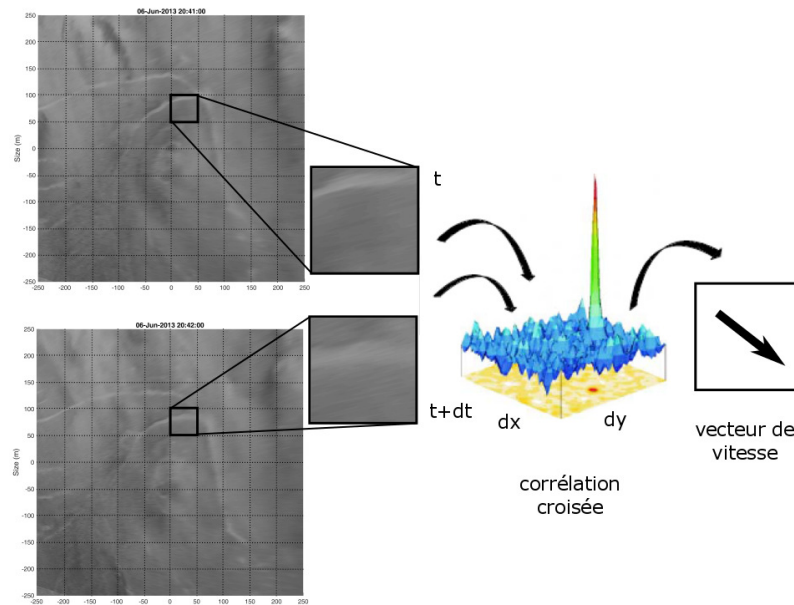 06-Jun-2013 20:41:00
250
200
150
100
50
0
-50
-100
-150
-200
-250
Size (m)
-250 -200 -150 -100 -50 0 50 100 150 200 250
t
06-Jun-2013 20:42:00
250
200
150
100
50
0
-50
-100
-150
-200
-250
Size (m)
-250 -200 -150 -100 -50 0 50 100 150 200 250
t+dt
dx
dy
corrélation
croisée
vecteur de
vitesse